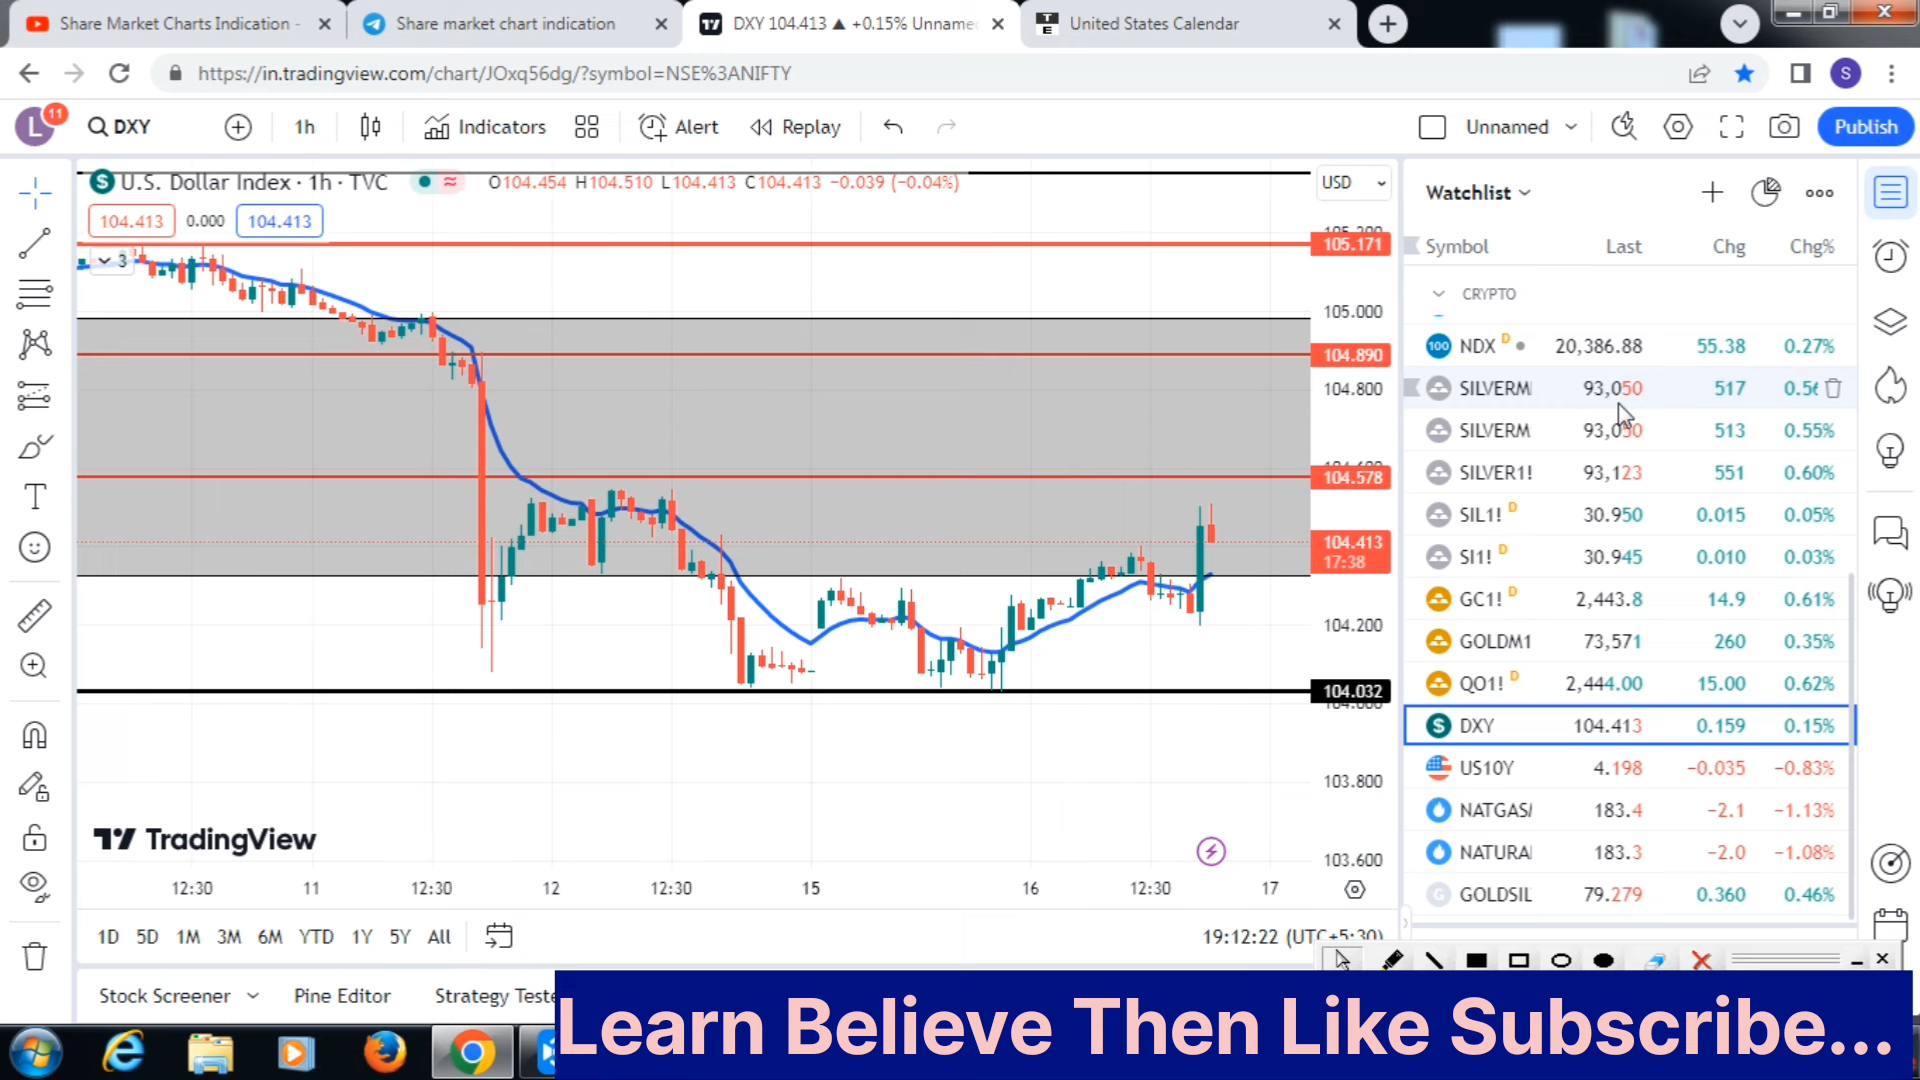 Share Market Charts Indication -
Share market chart indication
DXY 104.413 ▲ +0.15% Unname
United States Calendar
https://in.tradingview.com/chart/JOxq56dg/?symbol=NSE%3ANIFTY
S
L
11
DXY
1h
Indicators
Alert
Replay
Unnamed
Publish
U.S. Dollar Index · 1h · TVC
O104.454 H104.510 L104.413 C104.413 −0.039 (−0.04%)
USD
104.413
0.000
104.413
3
105.171
105.000
104.890
104.800
104.578
104.413
17:38
104.200
104.032
103.800
103.600
TradingView
12:30
11
12:30
12
12:30
15
16
12:30
17
1D 5D 1M 3M 6M YTD 1Y 5Y All
19:12:22 (UTC+5:30)
Stock Screener
Pine Editor
Strategy Teste
Watchlist
Symbol Last Chg Chg%
CRYPTO
100 NDX D 20,386.88 55.38 0.27%
SILVERM 93,050 517
SILVERM 93,050 513 0.55%
SILVER1! 93,123 551 0.60%
SIL1! D 30.950 0.015 0.05%
SI1! D 30.945 0.010 0.03%
GC1! D 2,443.8 14.9 0.61%
GOLDM1 73,571 260 0.35%
QO1! D 2,444.00 15.00 0.62%
DXY 104.413 0.159 0.15%
US10Y 4.198 −0.035 −0.83%
NATGAS 183.4 −2.1 −1.13%
NATURA 183.3 −2.0 −1.08%
GOLDSIL 79.279 0.360 0.46%
Learn Believe Then Like Subscribe...